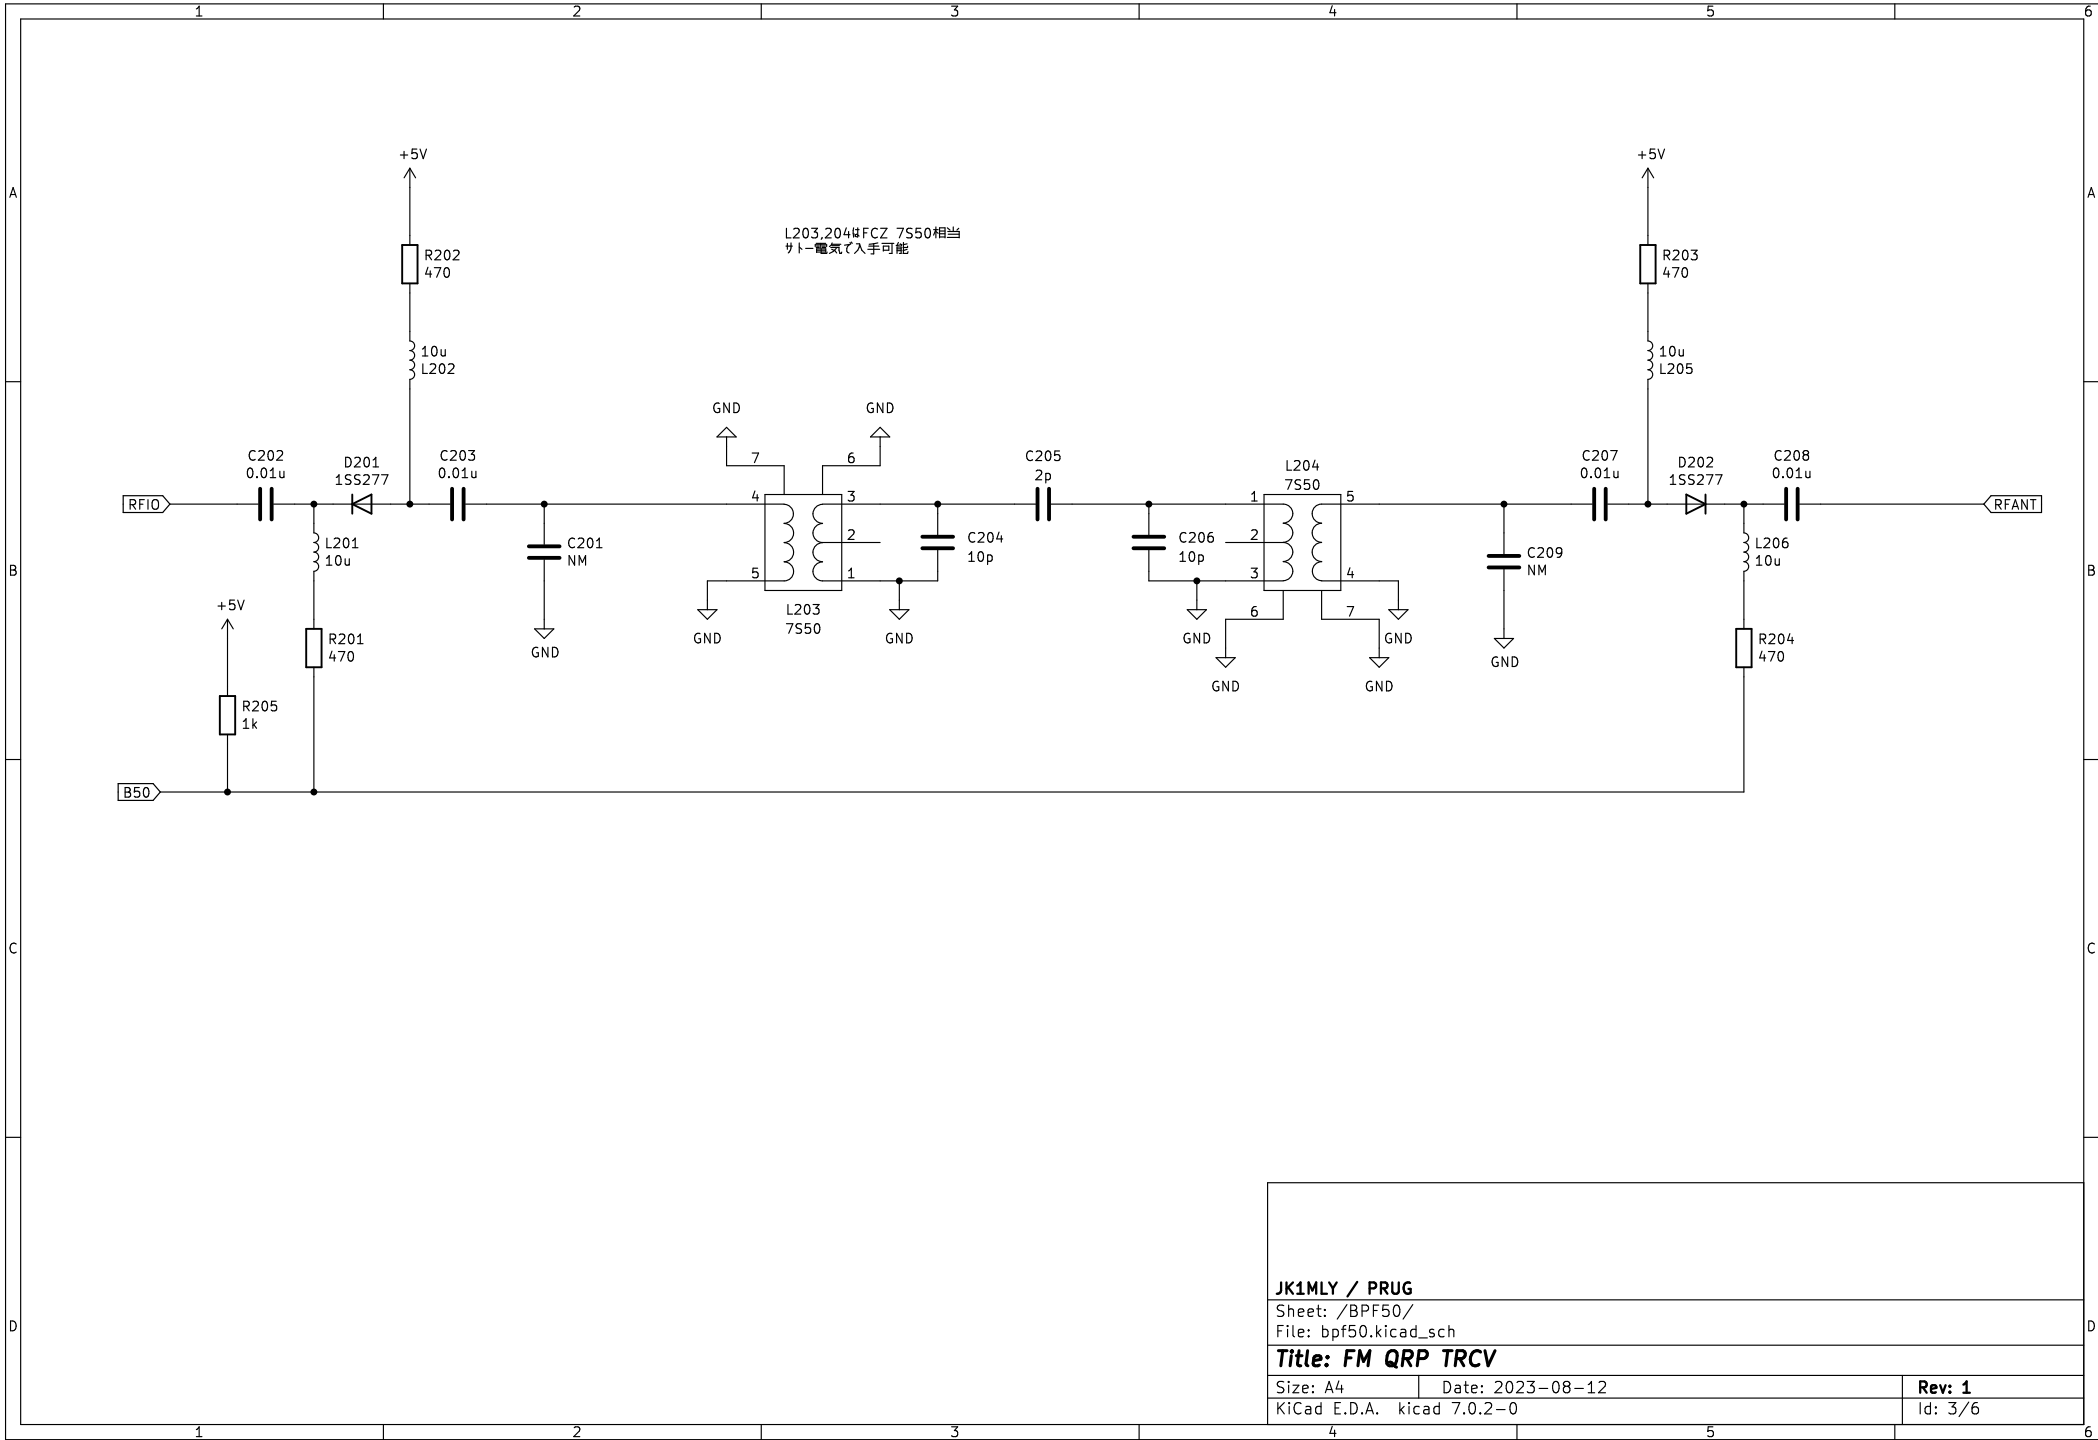 1 2 3 4 5 6
A
A
B
B
C
C
D
D
+5V
+5V
L203,204はFCZ 7S50相当
サトー電気で入手可能
R202
470
R203
470
10u
L202
10u
L205
GND
GND
7
6
C202
0.01u
D201
1SS277
C203
0.01u
C205
2p
L204
7S50
C207
0.01u
D202
1SS277
C208
0.01u
RFIO
4
3
1
5
RFANT
L201
10u
C201
NM
2
C204
10p
C206
10p
2
C209
NM
L206
10u
5
1
3
4
+5V
L203
7S50
6
7
R201
470
GND
GND
GND
GND
GND
GND
R204
470
GND
GND
R205
1k
B50
JK1MLY / PRUG
Sheet: /BPF50/
File: bpf50.kicad_sch
Title: FM QRP TRCV
Size: A4
Date: 2023-08-12
Rev: 1
KiCad E.D.A. kicad 7.0.2-0
Id: 3/6
1 2 3 4 5 6